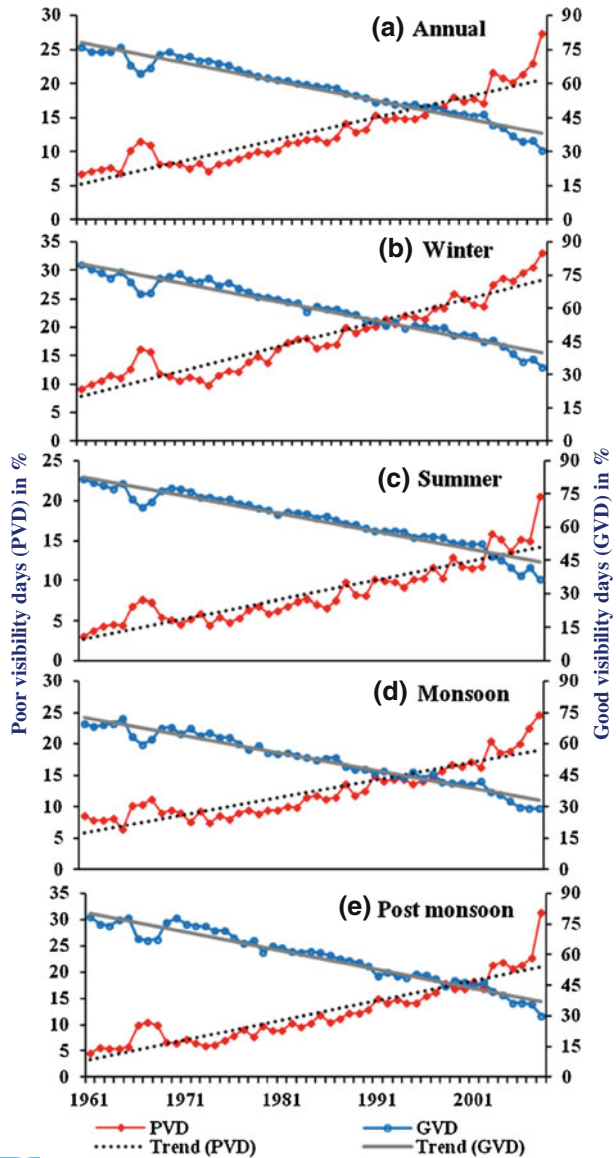 (a) Annual
30 25 20 15 10 5 0
90 75 60 45 30 15 0
(b) Winter
35 30 25 20 15 10 5 0
90 75 60 45 30 15 0
(c) Summer
25 20 15 10 5 0
90 75 60 45 30 15 0
(d) Monsoon
30 25 20 15 10 5 0
90 75 60 45 30 15 0
(e) Post monsoon
35 30 25 20 15 10 5 0
90 75 60 45 30 15 0
Poor visibility days (PVD) in %
Good visibility days (GVD) in %
1961 1971 1981 1991 2001
PVD GVD
Trend (PVD) Trend (GVD)